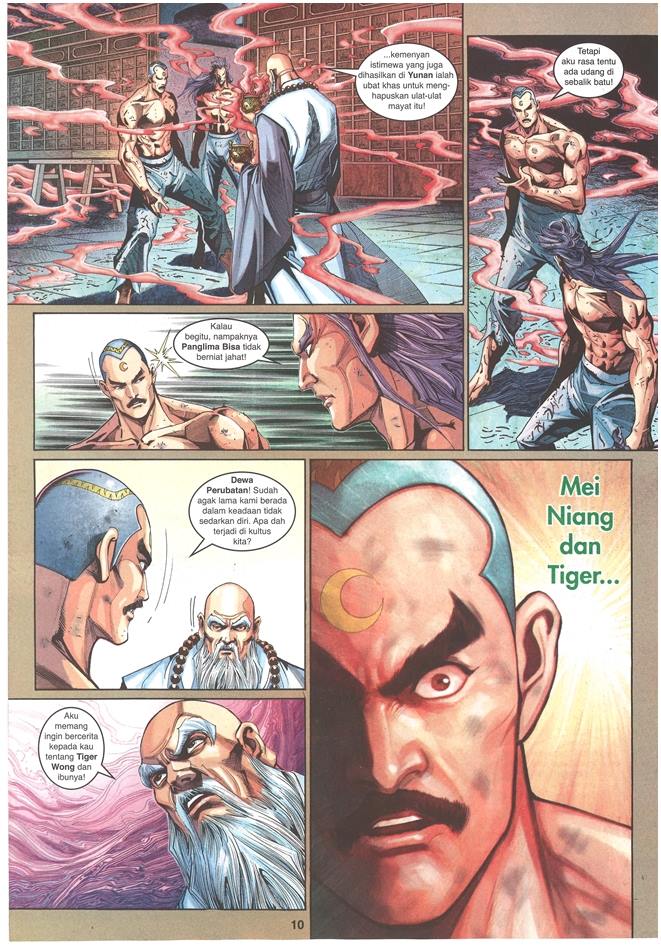 ...kemenyan
istimewa yang juga
dihasilkan di Yunan ialah
ubat khas untuk meng-
hapuskan ulat-ulat
mayat itu!
Tetapi
aku rasa tentu
ada udang di
sebalik batu!
Kalau
begitu, nampaknya
Panglima Bisa tidak
berniat jahat!
Dewa
Perubatan! Sudah
agak lama kami berada
dalam keadaan tidak
sedarkan diri. Apa dah
terjadi di kultus
kita?
Mei
Niang
dan
Tiger...
Aku
memang
ingin bercerita
kepada kau
tentang Tiger
Wong dan
ibunya!
10